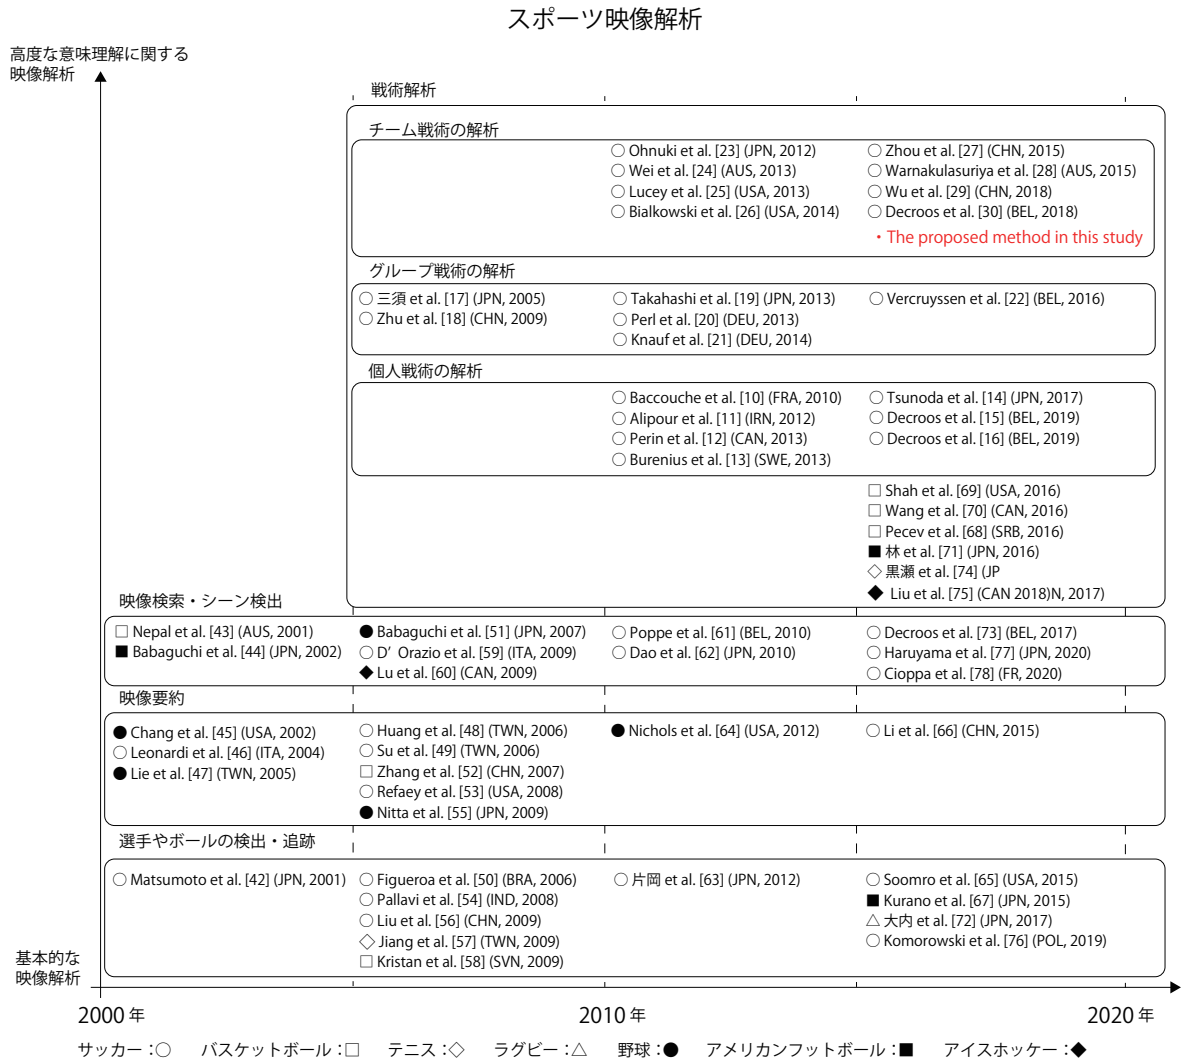 スポーツ映像解析
高度な意味理解に関する
映像解析
戦術解析
チーム戦術の解析
○ Ohnuki et al. [23] (JPN, 2012)
○ Wei et al. [24] (AUS, 2013)
○ Lucey et al. [25] (USA, 2013)
○ Bialkowski et al. [26] (USA, 2014)
○ Zhou et al. [27] (CHN, 2015)
○ Warnakulasuriya et al. [28] (AUS, 2015)
○ Wu et al. [29] (CHN, 2018)
○ Decroos et al. [30] (BEL, 2018)
・The proposed method in this study
グループ戦術の解析
○ 三須 et al. [17] (JPN, 2005)
○ Zhu et al. [18] (CHN, 2009)
○ Takahashi et al. [19] (JPN, 2013)
○ Perl et al. [20] (DEU, 2013)
○ Knauf et al. [21] (DEU, 2014)
○ Vercruyssen et al. [22] (BEL, 2016)
個人戦術の解析
○ Baccouche et al. [10] (FRA, 2010)
○ Alipour et al. [11] (IRN, 2012)
○ Perin et al. [12] (CAN, 2013)
○ Burenius et al. [13] (SWE, 2013)
○ Tsunoda et al. [14] (JPN, 2017)
○ Decroos et al. [15] (BEL, 2019)
○ Decroos et al. [16] (BEL, 2019)
□ Shah et al. [69] (USA, 2016)
□ Wang et al. [70] (CAN, 2016)
□ Pecev et al. [68] (SRB, 2016)
■ 林 et al. [71] (JPN, 2016)
◇ 黒瀬 et al. [74] (JP
◆ Liu et al. [75] (CAN 2018)N, 2017)
映像検索・シーン検出
□ Nepal et al. [43] (AUS, 2001)
■ Babaguchi et al. [44] (JPN, 2002)
● Babaguchi et al. [51] (JPN, 2007)
○ D’ Orazio et al. [59] (ITA, 2009)
◆ Lu et al. [60] (CAN, 2009)
○ Poppe et al. [61] (BEL, 2010)
○ Dao et al. [62] (JPN, 2010)
○ Decroos et al. [73] (BEL, 2017)
○ Haruyama et al. [77] (JPN, 2020)
○ Cioppa et al. [78] (FR, 2020)
映像要約
● Chang et al. [45] (USA, 2002)
○ Leonardi et al. [46] (ITA, 2004)
● Lie et al. [47] (TWN, 2005)
○ Huang et al. [48] (TWN, 2006)
○ Su et al. [49] (TWN, 2006)
□ Zhang et al. [52] (CHN, 2007)
○ Refaey et al. [53] (USA, 2008)
● Nitta et al. [55] (JPN, 2009)
● Nichols et al. [64] (USA, 2012)
○ Li et al. [66] (CHN, 2015)
選手やボールの検出・追跡
○ Matsumoto et al. [42] (JPN, 2001)
○ Figueroa et al. [50] (BRA, 2006)
○ Pallavi et al. [54] (IND, 2008)
○ Liu et al. [56] (CHN, 2009)
◇ Jiang et al. [57] (TWN, 2009)
□ Kristan et al. [58] (SVN, 2009)
○ 片岡 et al. [63] (JPN, 2012)
○ Soomro et al. [65] (USA, 2015)
■ Kurano et al. [67] (JPN, 2015)
△ 大内 et al. [72] (JPN, 2017)
○ Komorowski et al. [76] (POL, 2019)
基本的な
映像解析
2000 年 2010 年 2020 年
サッカー：○ バスケットボール：□ テニス：◇ ラグビー：△ 野球：● アメリカンフットボール：■ アイスホッケー：◆